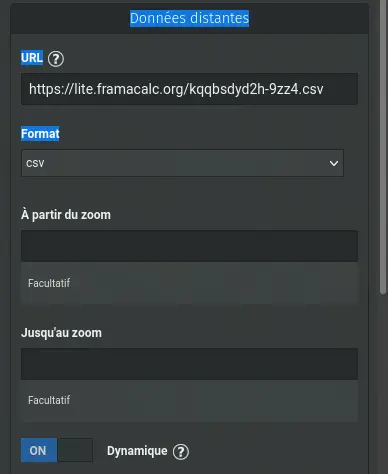 Données distantes
URL ?
https://lite.framacalc.org/kqqbsdyd2h-9zz4.csv
Format
csv
À partir du zoom
Facultatif
Jusqu'au zoom
Facultatif
ON Dynamique ?